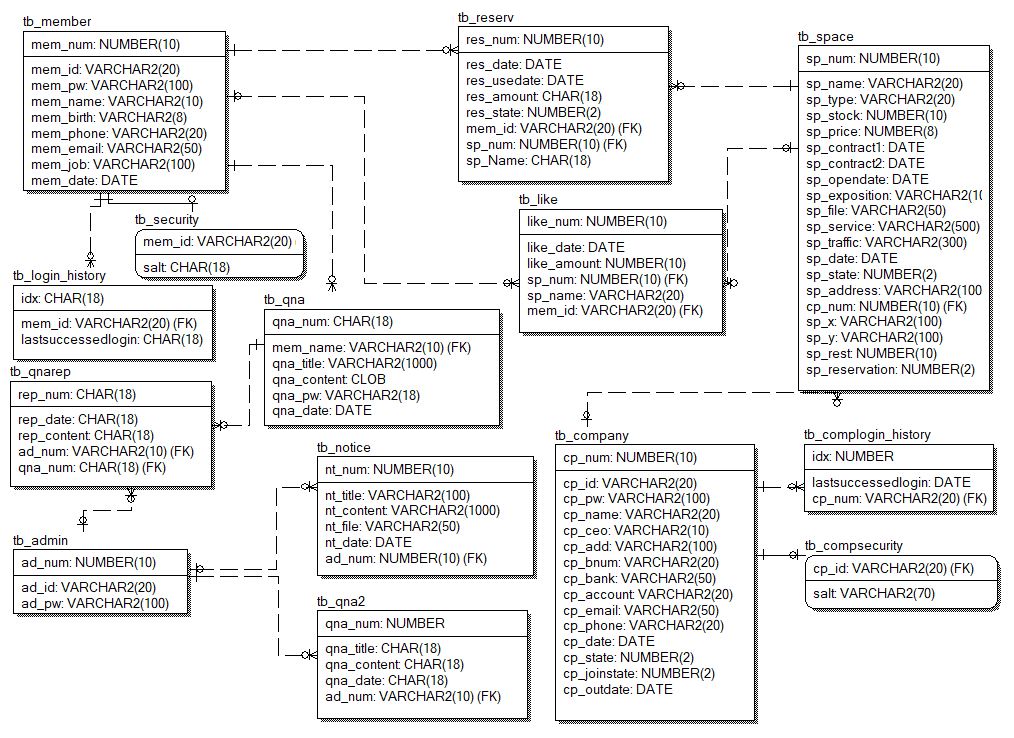 tb_member
mem_num: NUMBER(10)
mem_id: VARCHAR2(20)
mem_pw: VARCHAR2(100)
mem_name: VARCHAR2(10)
mem_birth: VARCHAR2(8)
mem_phone: VARCHAR2(20)
mem_email: VARCHAR2(50)
mem_job: VARCHAR2(100)
mem_date: DATE
tb_reserv
res_num: NUMBER(10)
res_date: DATE
res_usedate: DATE
res_amount: CHAR(18)
res_state: NUMBER(2)
mem_id: VARCHAR2(20) (FK)
sp_num: NUMBER(10) (FK)
sp_Name: CHAR(18)
tb_space
sp_num: NUMBER(10)
sp_name: VARCHAR2(20)
sp_type: VARCHAR2(20)
sp_stock: NUMBER(10)
sp_price: NUMBER(8)
sp_contract1: DATE
sp_contract2: DATE
sp_opendate: DATE
sp_exposition: VARCHAR2(10
sp_file: VARCHAR2(50)
sp_service: VARCHAR2(500)
sp_traffic: VARCHAR2(300)
sp_date: DATE
sp_state: NUMBER(2)
sp_address: VARCHAR2(100
cp_num: NUMBER(10) (FK)
sp_x: VARCHAR2(100)
sp_y: VARCHAR2(100)
sp_rest: NUMBER(10)
sp_reservation: NUMBER(2)
tb_security
mem_id: VARCHAR2(20)
salt: CHAR(18)
tb_like
like_num: NUMBER(10)
like_date: DATE
like_amount: NUMBER(10)
sp_num: NUMBER(10) (FK)
sp_name: VARCHAR2(20)
mem_id: VARCHAR2(20) (FK)
tb_login_history
idx: CHAR(18)
mem_id: VARCHAR2(20) (FK)
lastsuccessedlogin: CHAR(18)
tb_qna
qna_num: CHAR(18)
mem_name: VARCHAR2(10) (FK)
qna_title: VARCHAR2(1000)
qna_content: CLOB
qna_pw: VARCHAR2(18)
qna_date: DATE
tb_qnarep
rep_num: CHAR(18)
rep_date: CHAR(18)
rep_content: CHAR(18)
ad_num: VARCHAR2(10) (FK)
qna_num: CHAR(18) (FK)
tb_notice
nt_num: NUMBER(10)
nt_title: VARCHAR2(100)
nt_content: VARCHAR2(1000)
nt_file: VARCHAR2(50)
nt_date: DATE
ad_num: NUMBER(10) (FK)
tb_company
cp_num: NUMBER(10)
cp_id: VARCHAR2(20)
cp_pw: VARCHAR2(100)
cp_name: VARCHAR2(20)
cp_ceo: VARCHAR2(10)
cp_add: VARCHAR2(100)
cp_bnum: VARCHAR2(20)
cp_bank: VARCHAR2(50)
cp_account: VARCHAR2(20)
cp_email: VARCHAR2(50)
cp_phone: VARCHAR2(20)
cp_date: DATE
cp_state: NUMBER(2)
cp_joinstate: NUMBER(2)
cp_outdate: DATE
tb_complogin_history
idx: NUMBER
lastsuccessedlogin: DATE
cp_num: VARCHAR2(20) (FK)
tb_compsecurity
cp_id: VARCHAR2(20) (FK)
salt: VARCHAR2(70)
tb_admin
ad_num: NUMBER(10)
ad_id: VARCHAR2(20)
ad_pw: VARCHAR2(100)
tb_qna2
qna_num: NUMBER
qna_title: CHAR(18)
qna_content: CHAR(18)
qna_date: CHAR(18)
ad_num: VARCHAR2(10) (FK)